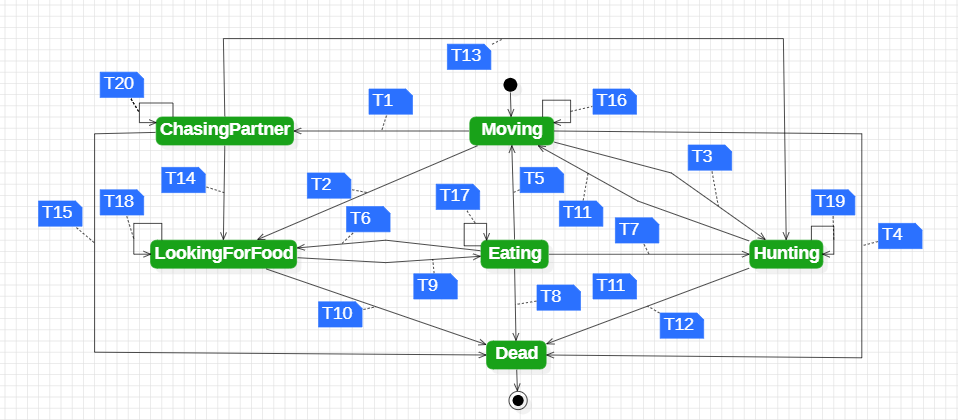 T13
T20
T1
T16
ChasingPartner
Moving
T3
T14
T2
T5
T17
T18
T19
T15
T6
T11
T7
T4
LookingForFood
Eating
Hunting
T9
T8
T11
T10
T12
Dead